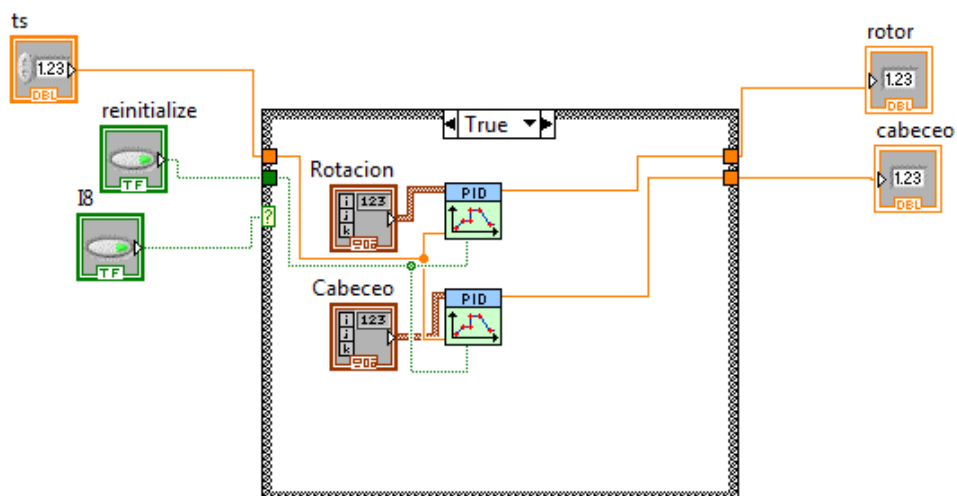 ts
1.23
DBL
reinitialize
TF
I8
TF
True
?
Rotacion
i
j
k
123
PID
Cabeceo
i
j
k
123
PID
rotor
1.23
DBL
cabeceo
1.23
DBL